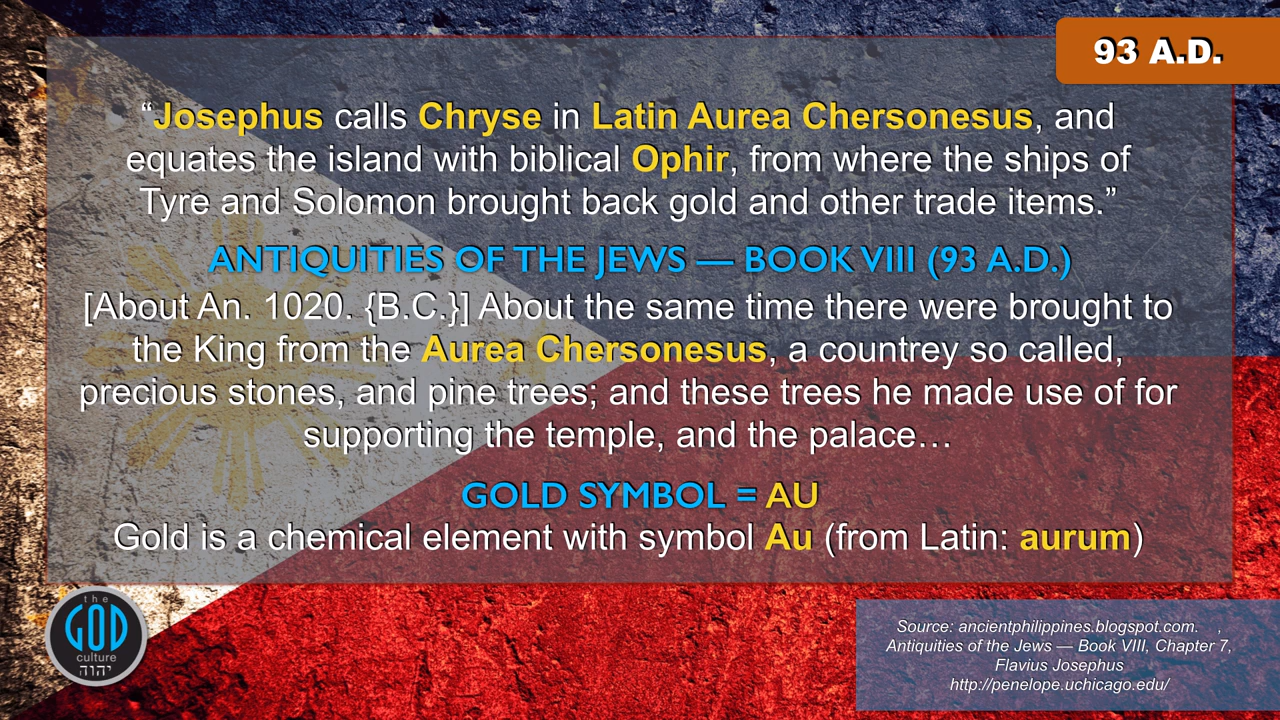 93 A.D.
“Josephus calls Chryse in Latin Aurea Chersonesus, and
equates the island with biblical Ophir, from where the ships of
Tyre and Solomon brought back gold and other trade items.”
ANTIQUITIES OF THE JEWS — BOOK VIII (93 A.D.)
[About An. 1020. {B.C.}] About the same time there were brought to
the King from the Aurea Chersonesus, a countrey so called,
precious stones, and pine trees; and these trees he made use of for
supporting the temple, and the palace…
GOLD SYMBOL = AU
Gold is a chemical element with symbol Au (from Latin: aurum)
the
GOD
culture
יהוה
Source: ancientphilippines.blogspot.com. ,
Antiquities of the Jews — Book VIII, Chapter 7,
Flavius Josephus
http://penelope.uchicago.edu/